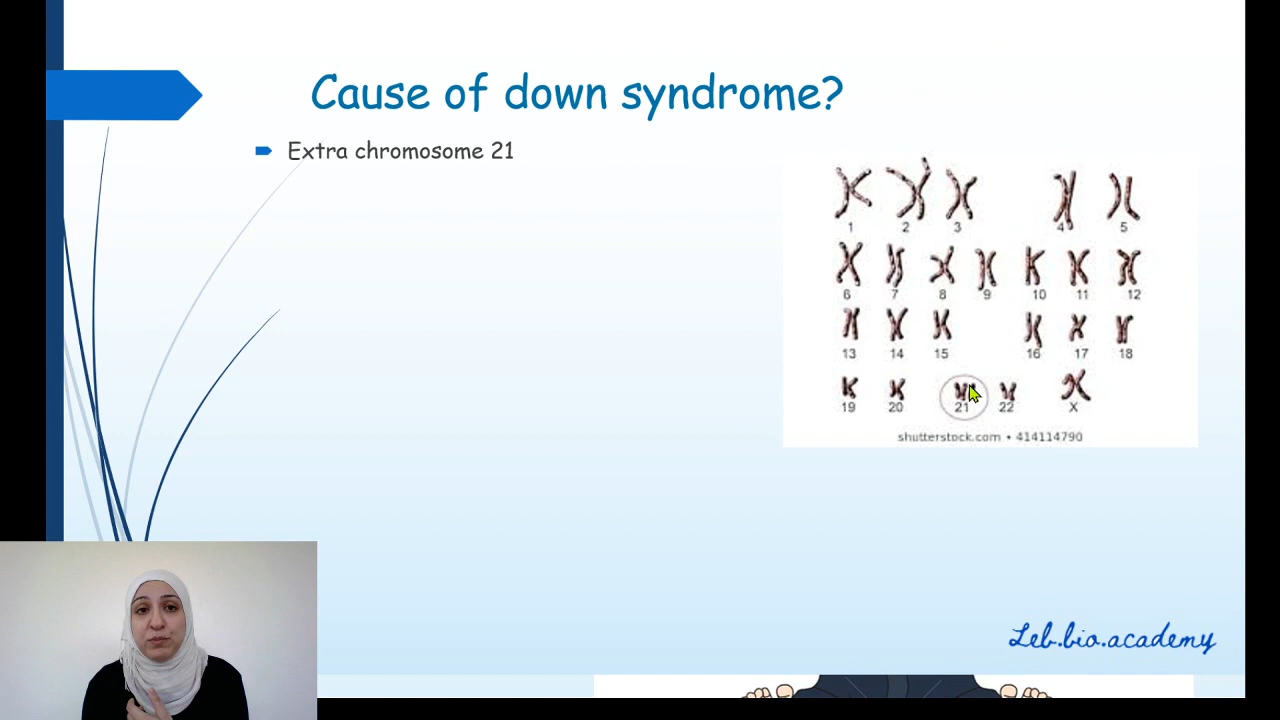 Cause of down syndrome?
Extra chromosome 21
1 2 3 4 5
6 7 8 9 10 11 12
13 14 15 16 17 18
19 20 21 22 X
shutterstock.com • 414114790
Leb.bio.academy